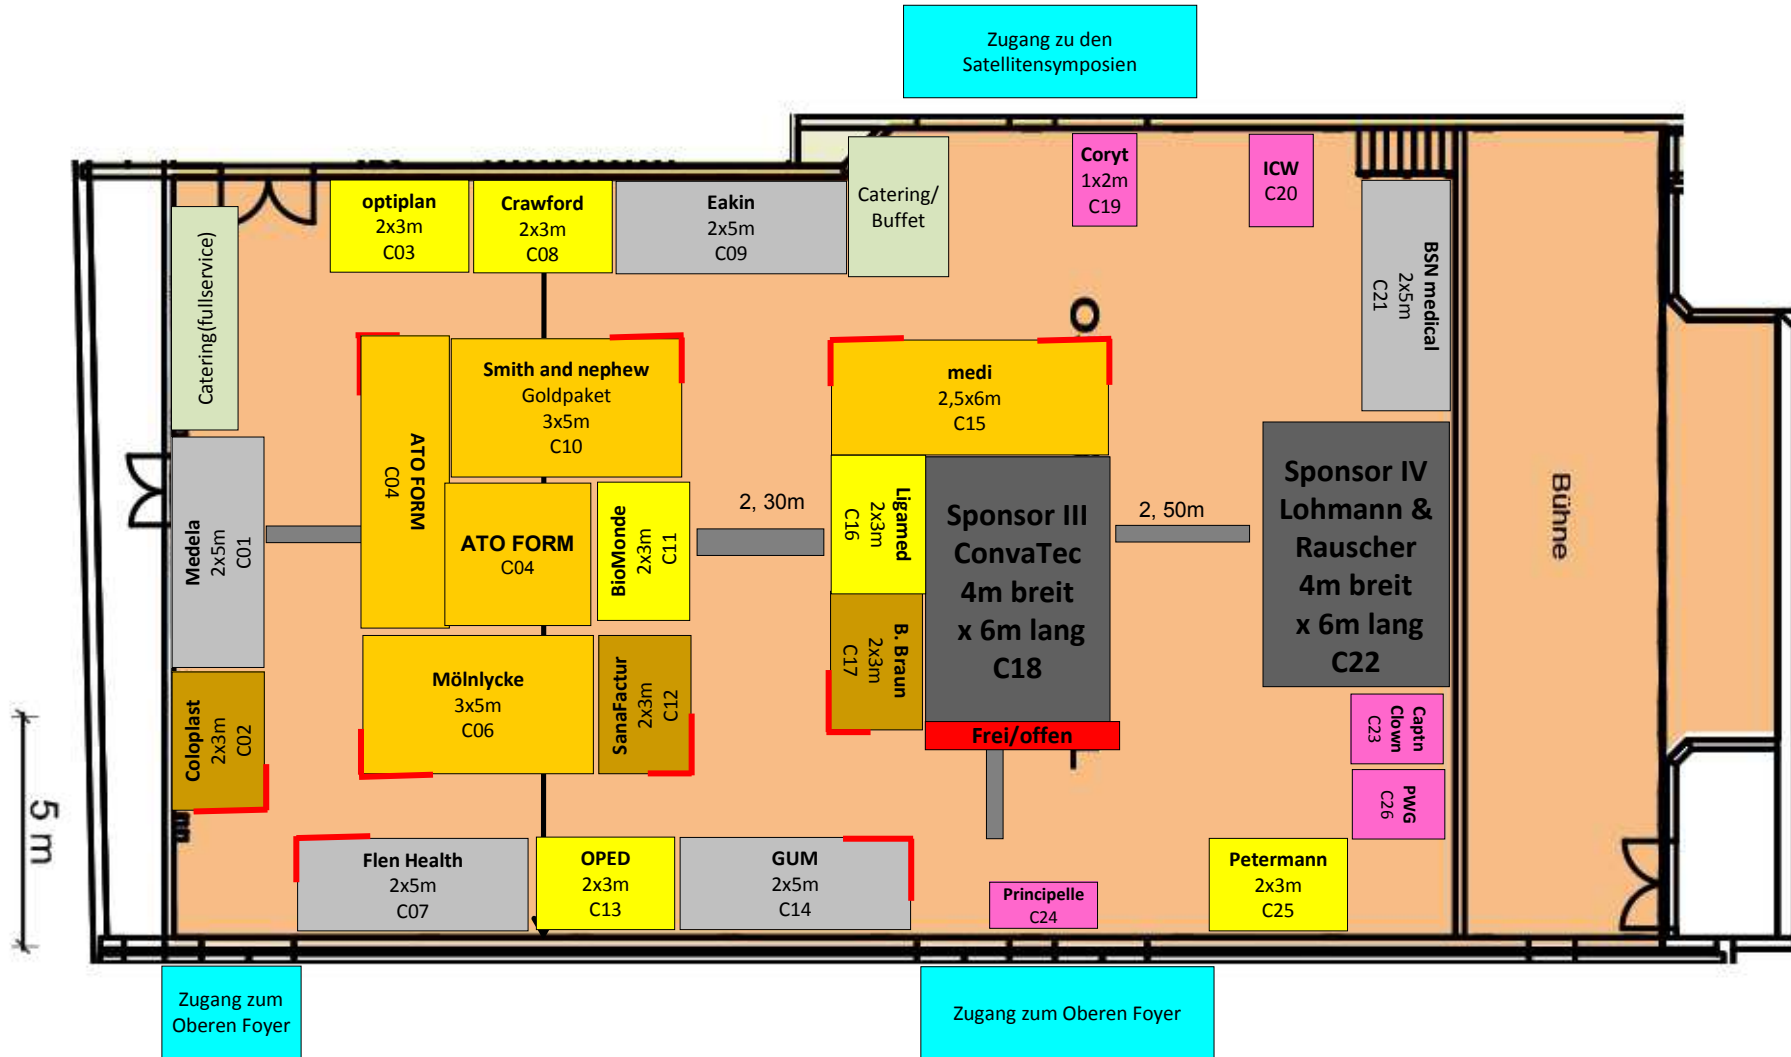 Zugang zu den
Satellitensymposien
optiplan
2x3m
C03
Crawford
2x3m
C08
Eakin
2x5m
C09
Catering/
Buffet
Coryt
1x2m
C19
ICW
C20
BSN medical
2x5m
C21
Catering(fullservice)
ATO FORM
C04
Smith and nephew
Goldpaket
3x5m
C10
medi
2,5x6m
C15
Medela
2x5m
C01
ATO FORM
C04
BioMonde
2x3m
C11
2, 30m
Ligamed
2x3m
C16
Sponsor III
ConvaTec
4m breit
x 6m lang
C18
2, 50m
Sponsor IV
Lohmann &
Rauscher
4m breit
x 6m lang
C22
Bühne
Coloplast
2x3m
C02
Mölnlycke
3x5m
C06
SanaFactur
2x3m
C12
B. Braun
2x3m
C17
Frei/offen
Captn
Clown
C23
PWG
C26
5 m
Flen Health
2x5m
C07
OPED
2x3m
C13
GUM
2x5m
C14
Principelle
C24
Petermann
2x3m
C25
Zugang zum
Oberen Foyer
Zugang zum Oberen Foyer